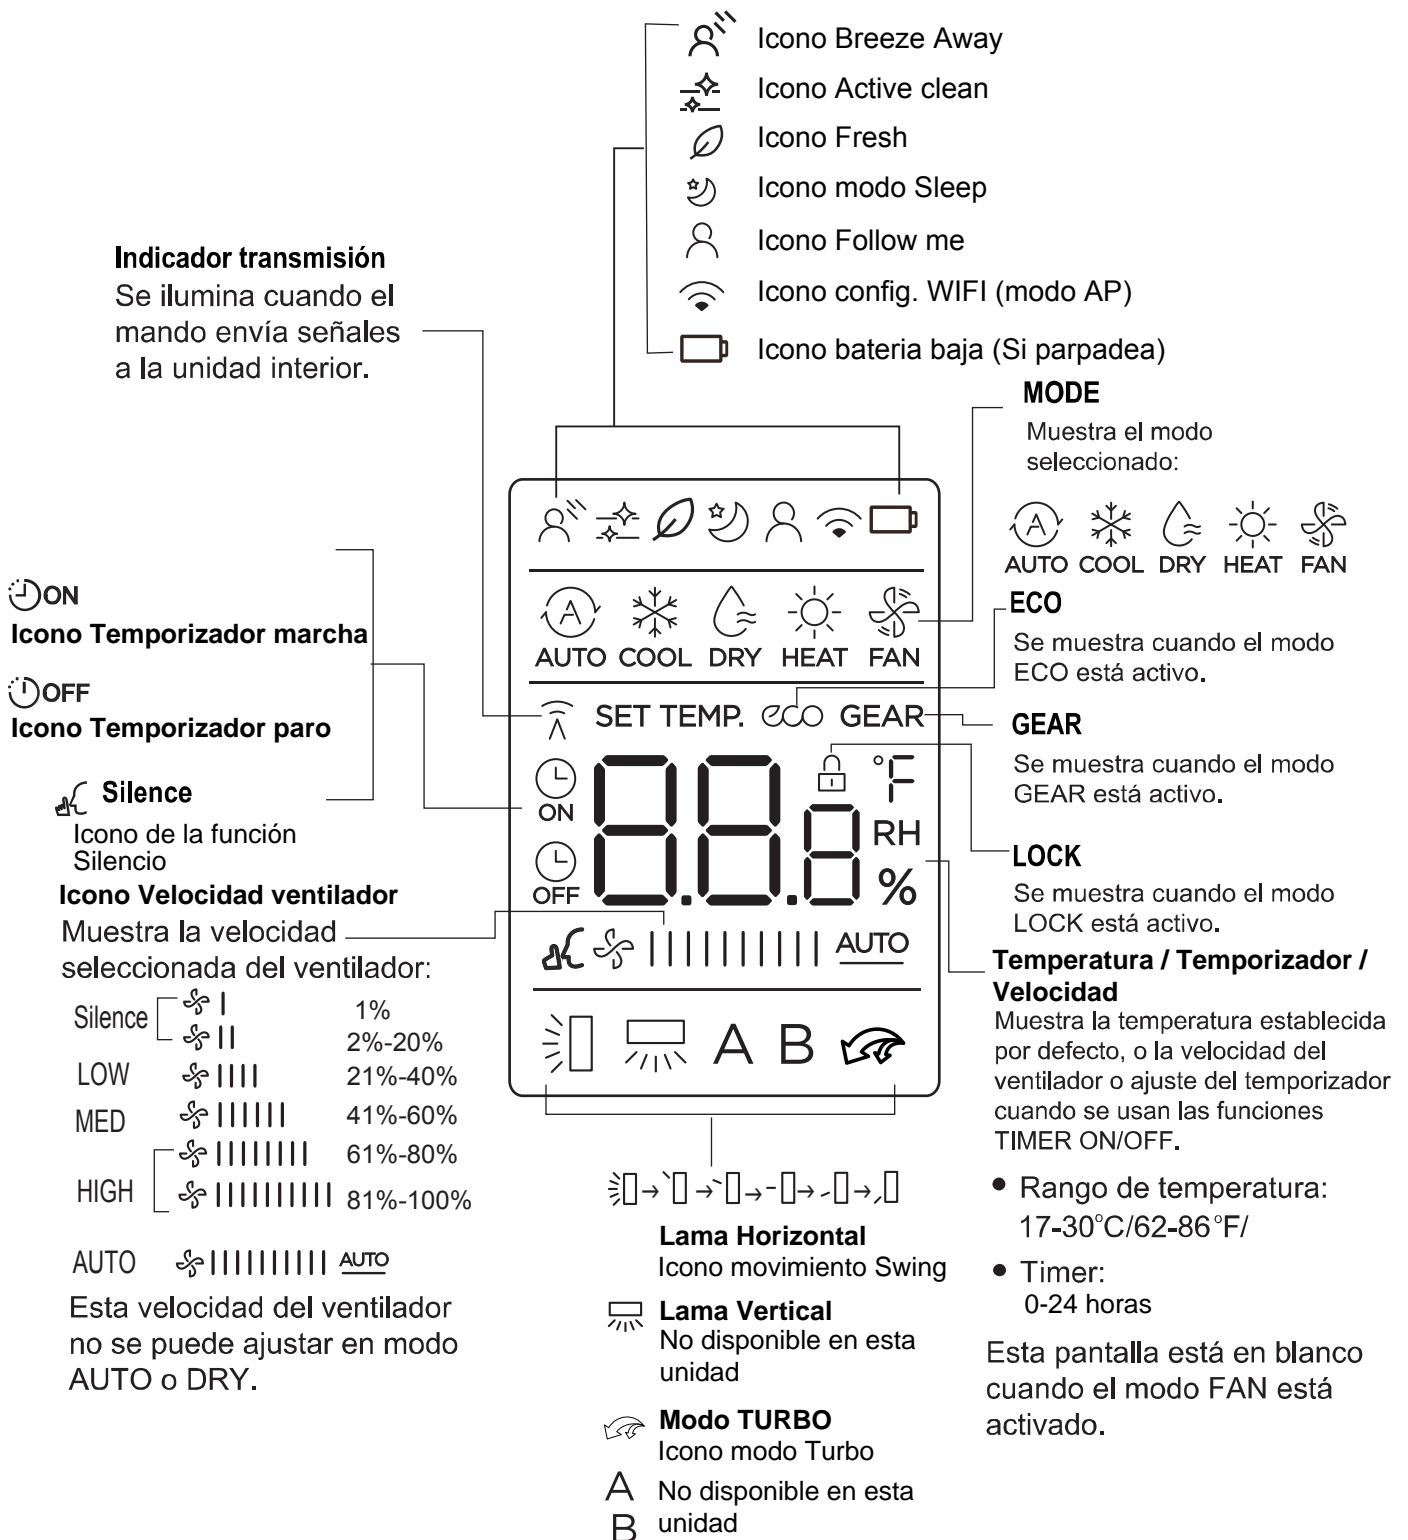 Icono Breeze Away
Icono Active clean
Icono Fresh
Icono modo Sleep
Icono Follow me
Icono config. WIFI (modo AP)
Icono bateria baja (Si parpadea)
Indicador transmisión
Se ilumina cuando el
mando envía señales
a la unidad interior.
ON
Icono Temporizador marcha
OFF
Icono Temporizador paro
Silence
Icono de la función
Silencio
Icono Velocidad ventilador
Muestra la velocidad
seleccionada del ventilador:
Silence
1%
2%-20%
LOW 21%-40%
MED 41%-60%
61%-80%
HIGH
81%-100%
AUTO AUTO
Esta velocidad del ventilador
no se puede ajustar en modo
AUTO o DRY.
A
AUTO COOL DRY HEAT FAN
SET TEMP. eco GEAR
ON
OFF
88.8
°F
RH
%
AUTO
A B
Lama Horizontal
Icono movimiento Swing
Lama Vertical
No disponible en esta
unidad
Modo TURBO
Icono modo Turbo
A No disponible en esta
B unidad
MODE
Muestra el modo
seleccionado:
A
AUTO COOL DRY HEAT FAN
ECO
Se muestra cuando el modo
ECO está activo.
GEAR
Se muestra cuando el modo
GEAR está activo.
LOCK
Se muestra cuando el modo
LOCK está activo.
Temperatura / Temporizador /
Velocidad
Muestra la temperatura establecida
por defecto, o la velocidad del
ventilador o ajuste del temporizador
cuando se usan las funciones
TIMER ON/OFF.
• Rango de temperatura:
17-30°C/62-86°F/
• Timer:
0-24 horas
Esta pantalla está en blanco
cuando el modo FAN está
activado.